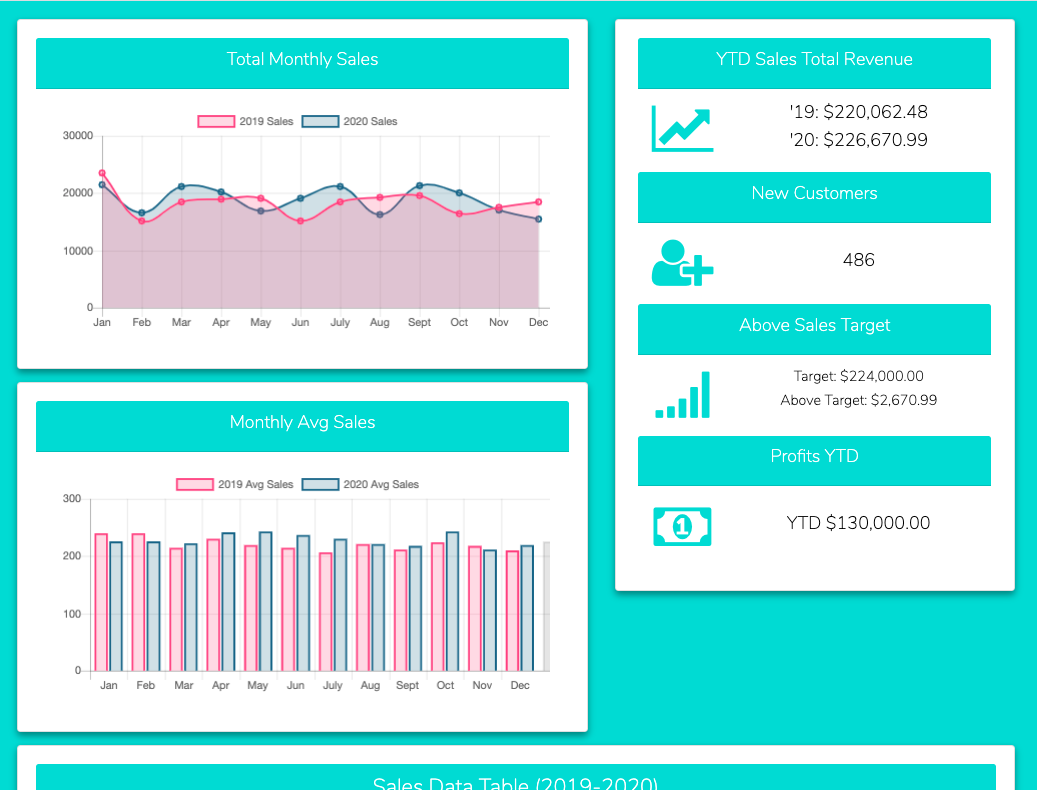 Total Monthly Sales
2019 Sales 2020 Sales
30000
20000
10000
0
Jan Feb Mar Apr May Jun July Aug Sept Oct Nov Dec
Monthly Avg Sales
2019 Avg Sales 2020 Avg Sales
300
200
100
0
Jan Feb Mar Apr May Jun July Aug Sept Oct Nov Dec
YTD Sales Total Revenue
'19: $220,062.48
'20: $226,670.99
New Customers
486
Above Sales Target
Target: $224,000.00
Above Target: $2,670.99
Profits YTD
1
YTD $130,000.00
Sales Data Table (2019-2020)